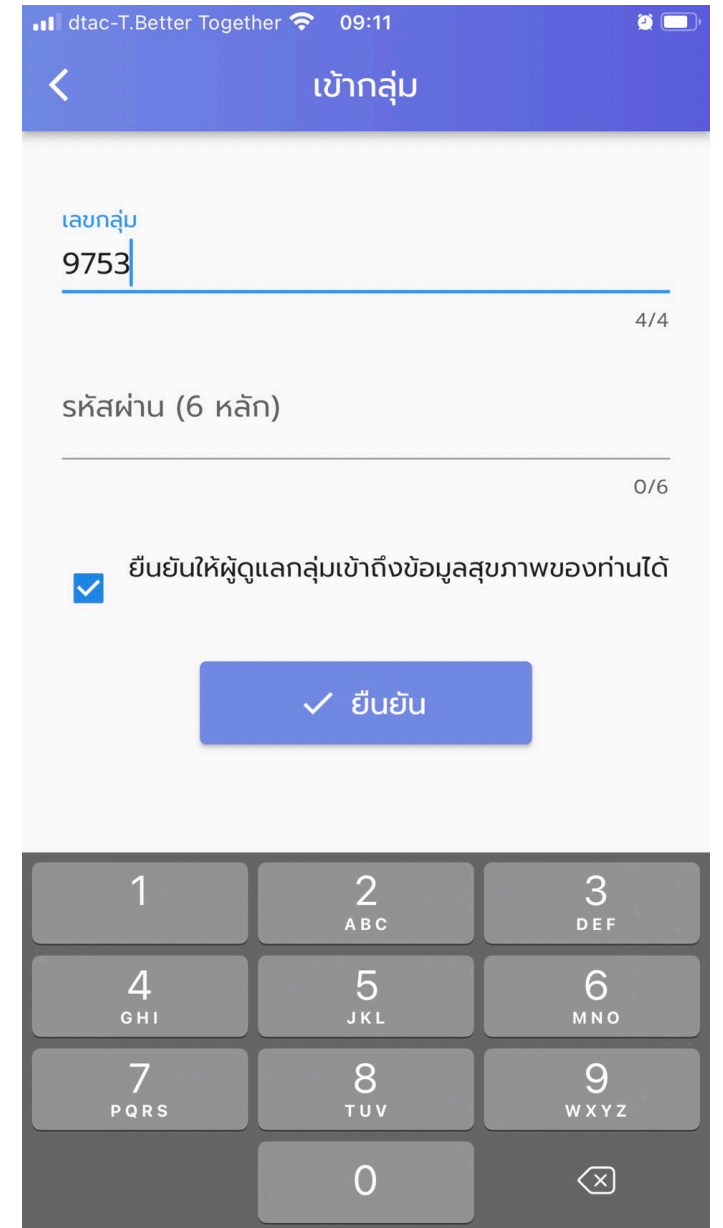 dtac-T.Better Together 09:11
เข้ากลุ่ม
เลขกลุ่ม
9753
4/4
รหัสผ่าน (6 หลัก)
0/6
ยืนยันให้ผู้ดูแลกลุ่มเข้าถึงข้อมูลสุขภาพของท่านได้
ยืนยัน
1 2 3
ABC DEF
4 5 6
GHI JKL MNO
7 8 9
PQRS TUV WXYZ
0